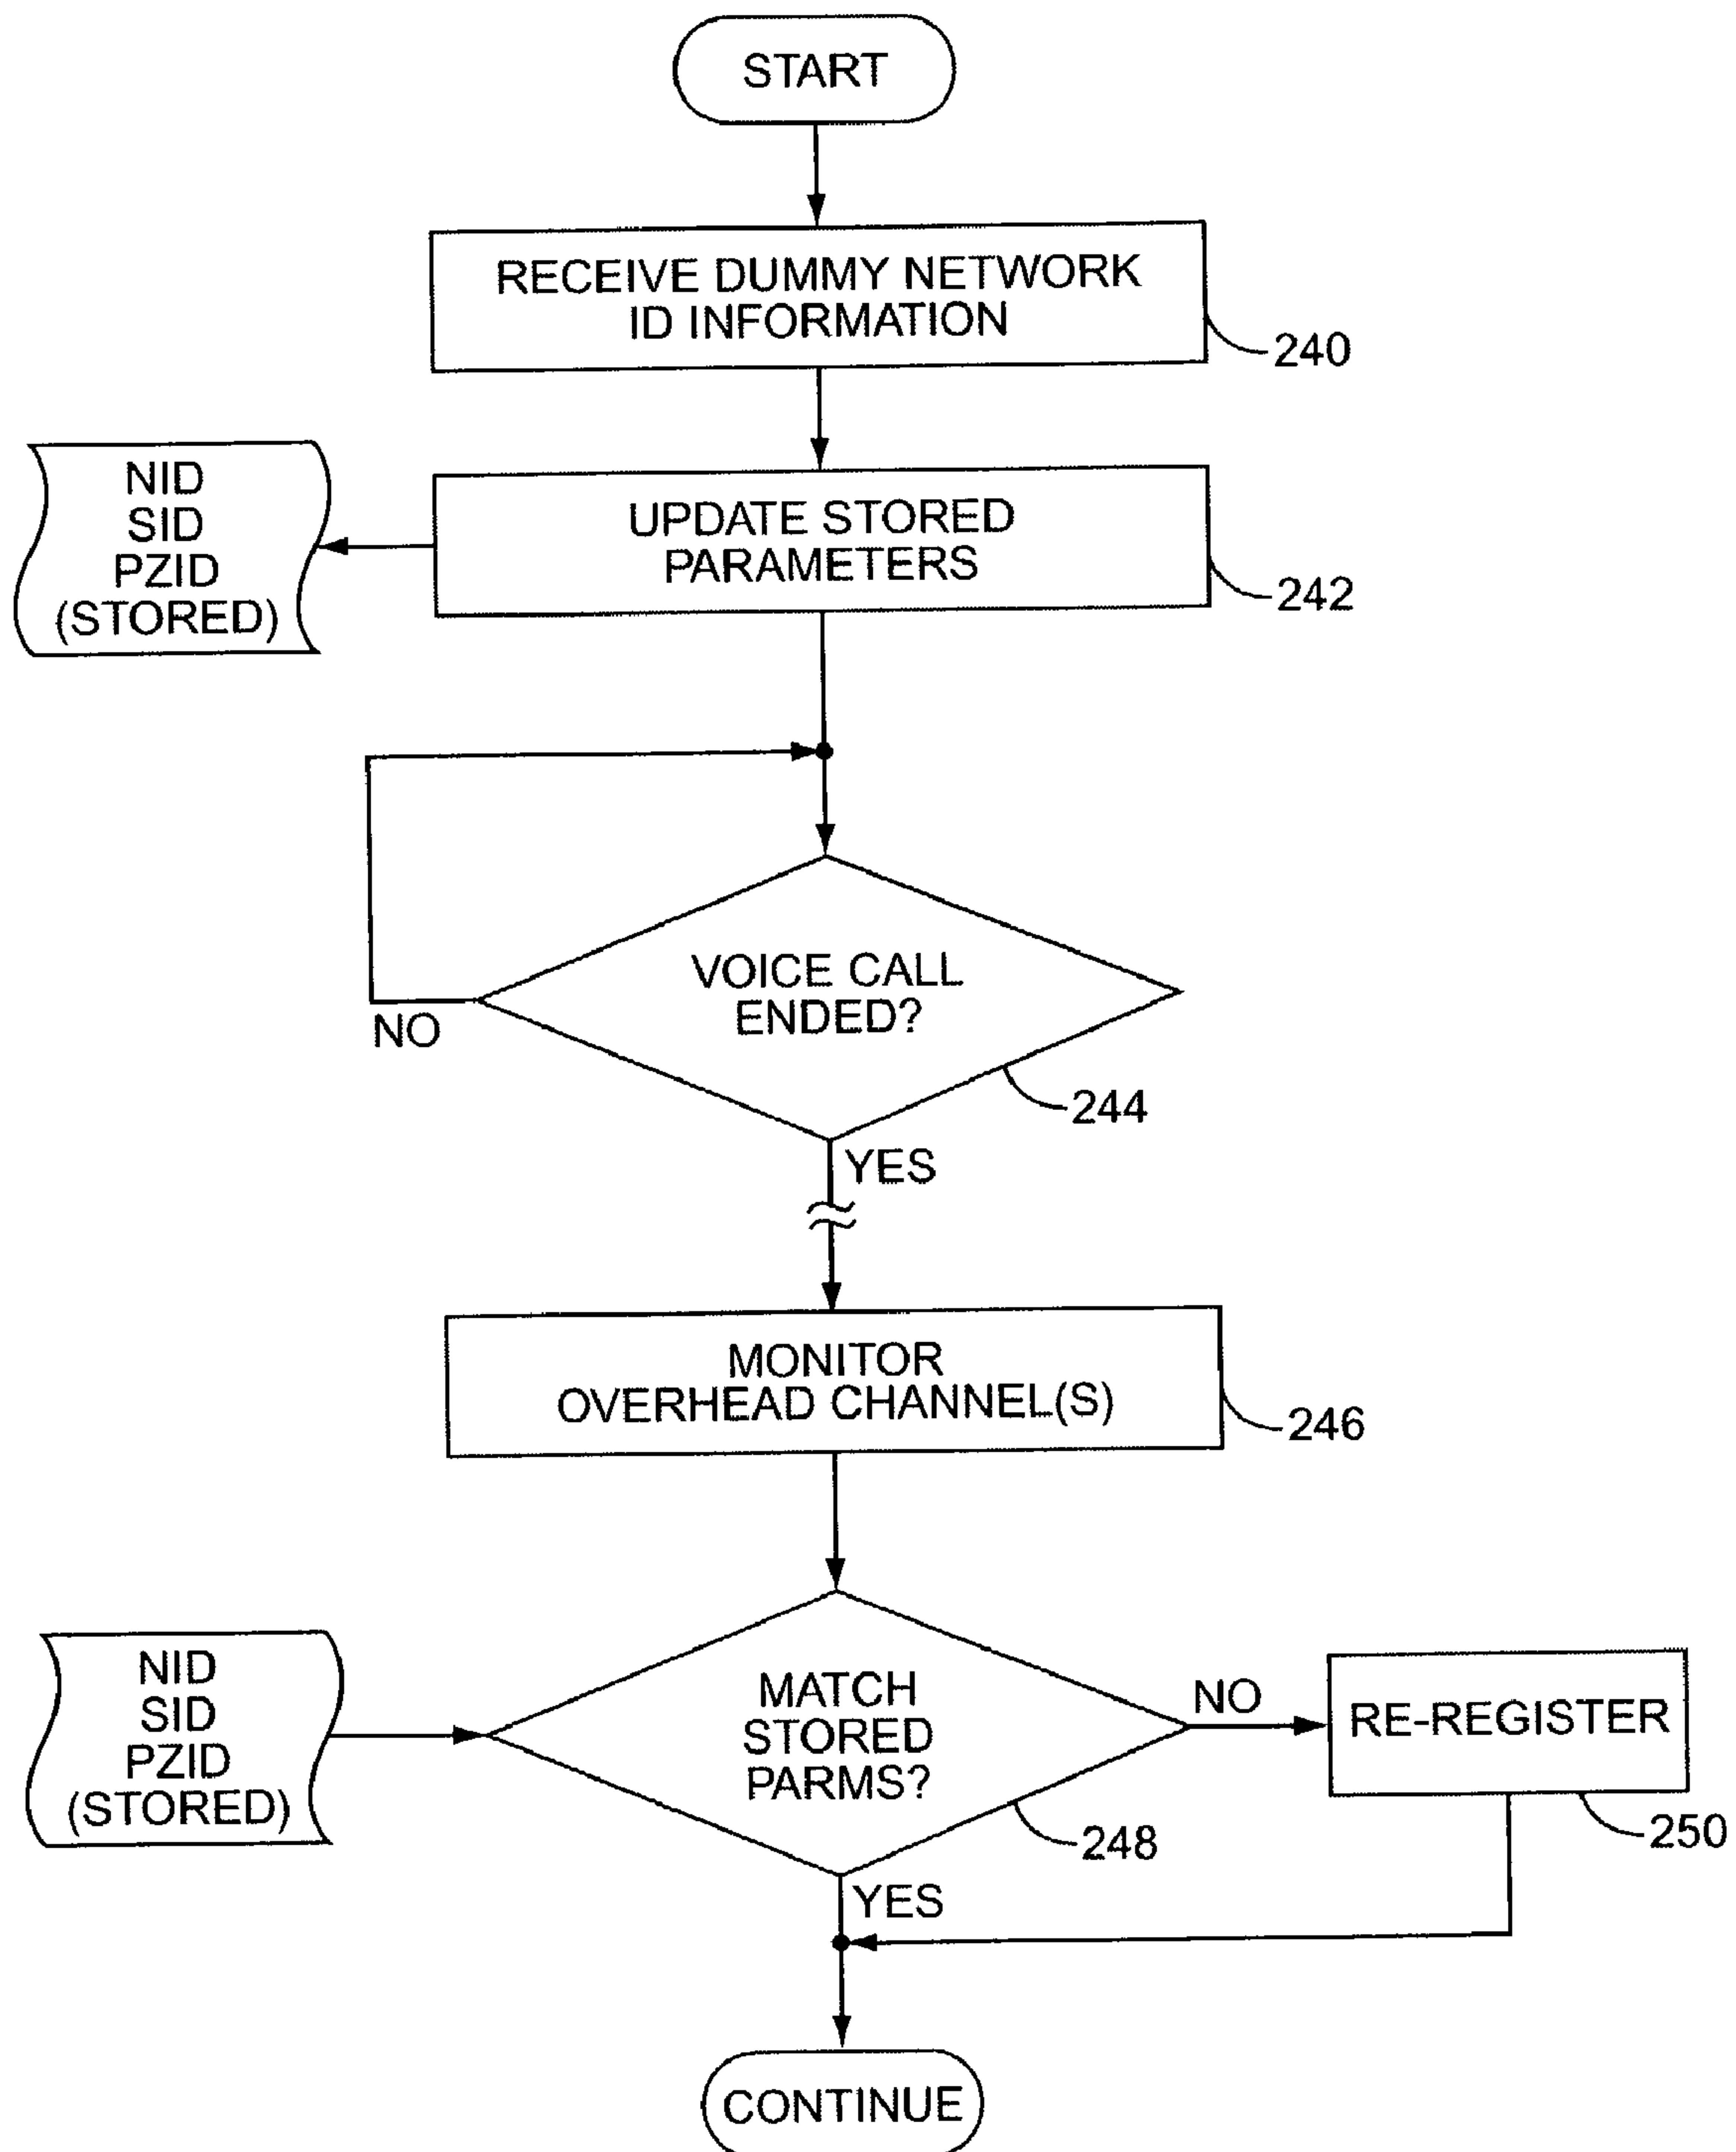 START
RECEIVE DUMMY NETWORK
ID INFORMATION
240
NID
SID
PZID
(STORED)
UPDATE STORED
PARAMETERS
242
VOICE CALL
ENDED?
NO
244
YES
MONITOR
OVERHEAD CHANNEL(S)
246
NID
SID
PZID
(STORED)
MATCH
STORED
PARMS?
NO
RE-REGISTER
248
250
YES
CONTINUE